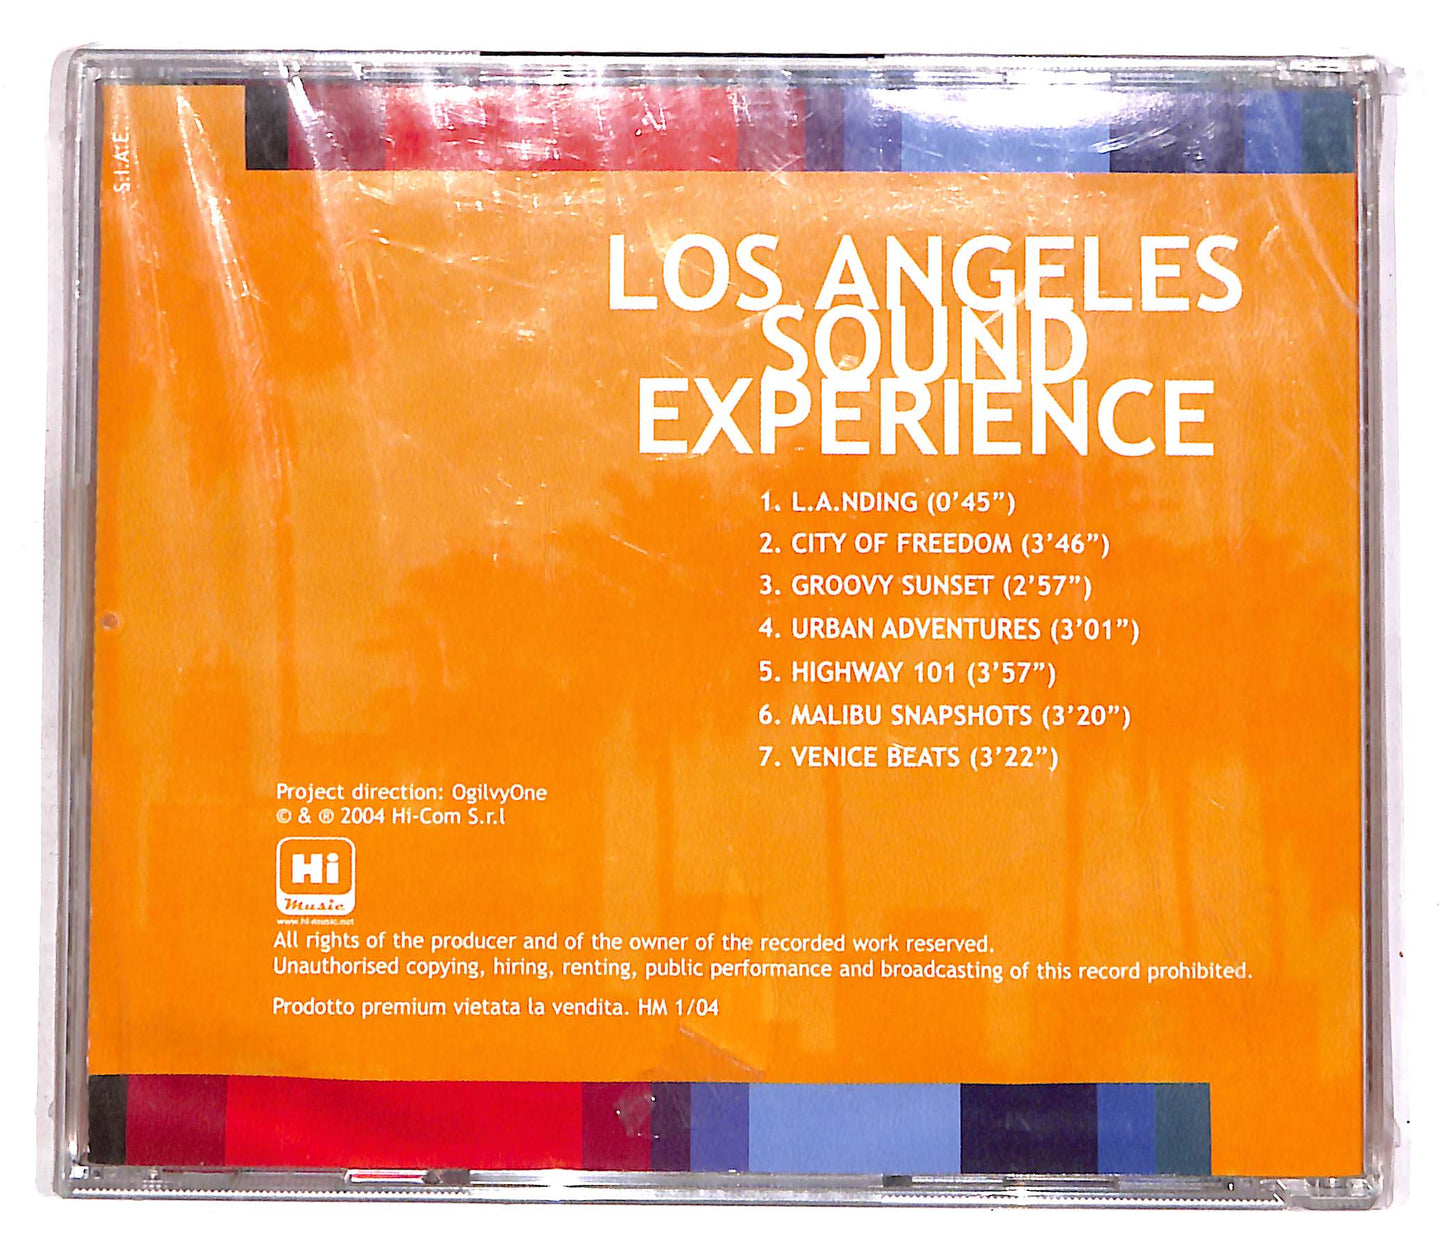 S.I.A.E.
LOS ANGELES
SOUND
EXPERIENCE
1. L.A.NDING (0'45”)
2. CITY OF FREEDOM (3'46”)
3. GROOVY SUNSET (2'57”)
4. URBAN ADVENTURES (3'01”)
5. HIGHWAY 101 (3'57”)
6. MALIBU SNAPSHOTS (3'20”)
7. VENICE BEATS (3'22”)
Project direction: OgilvyOne
© & ® 2004 Hi-Com S.r.l
Hi
Music
www.hi-music.net
All rights of the producer and of the owner of the recorded work reserved.
Unauthorised copying, hiring, renting, public performance and broadcasting of this record prohibited.
Prodotto premium vietata la vendita. HM 1/04